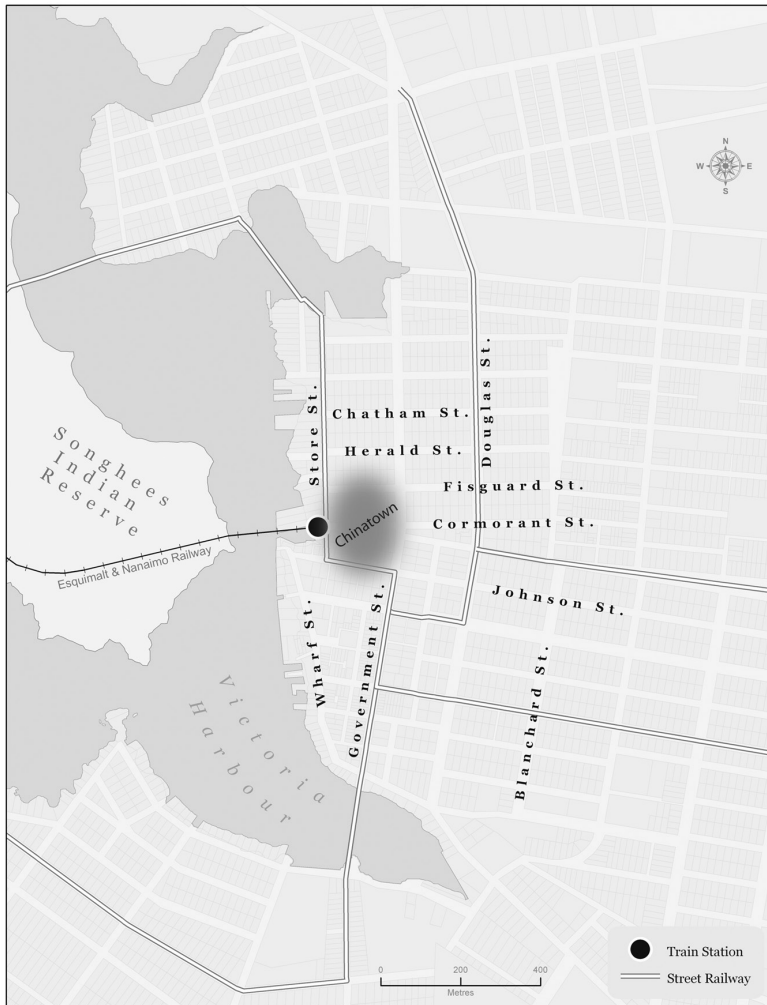 N
W E
S
Store St.
Douglas St.
Chatham St.
Herald St.
Songhees
Indian
Reserve
Fisguard St.
Chinatown
Cormorant St.
Esquimalt & Nanaimo Railway
Johnson St.
Wharf St.
Government St.
Blanchard St.
Victoria
Harbour
Train Station
Street Railway
0 200 400
Metres